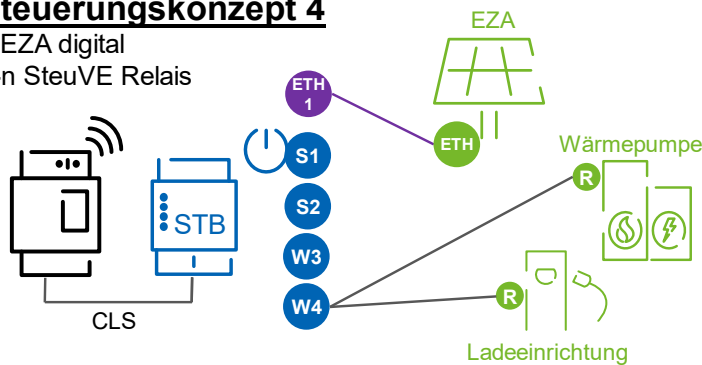 teuerungskonzept 4
EZA digital
n SteuVE Relais
EZA
ETH
1
ETH
Wärmepumpe
S1
R
S2
STB
W3
R
W4
CLS
Ladeeinrichtung